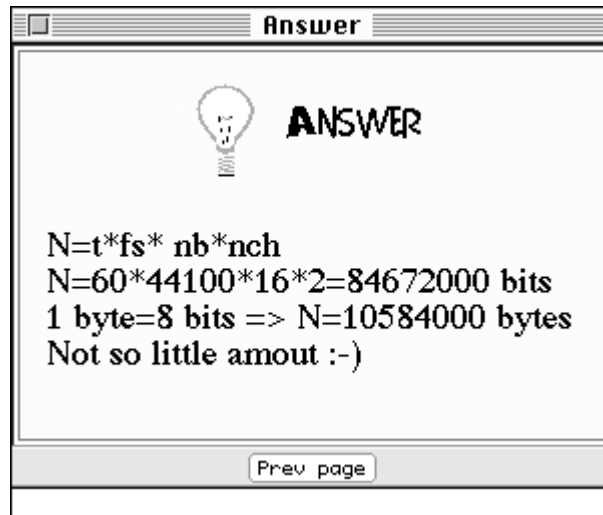 Answer
ANSWER
N=t*fs* nb*nch
N=60*44100*16*2=84672000 bits
1 byte=8 bits => N=10584000 bytes
Not so little amout :-)
Prev page